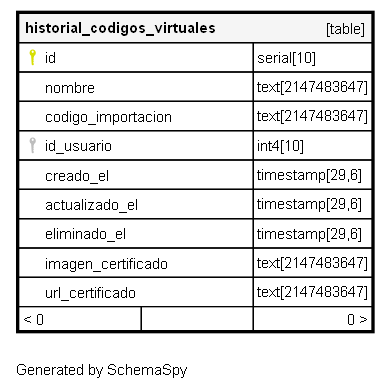 historial_codigos_virtuales [table]
id serial[10]
nombre text[2147483647]
codigo_importacion text[2147483647]
id_usuario int4[10]
creado_el timestamp[29,6]
actualizado_el timestamp[29,6]
eliminado_el timestamp[29,6]
imagen_certificado text[2147483647]
url_certificado text[2147483647]
< 0 0 >
Generated by SchemaSpy